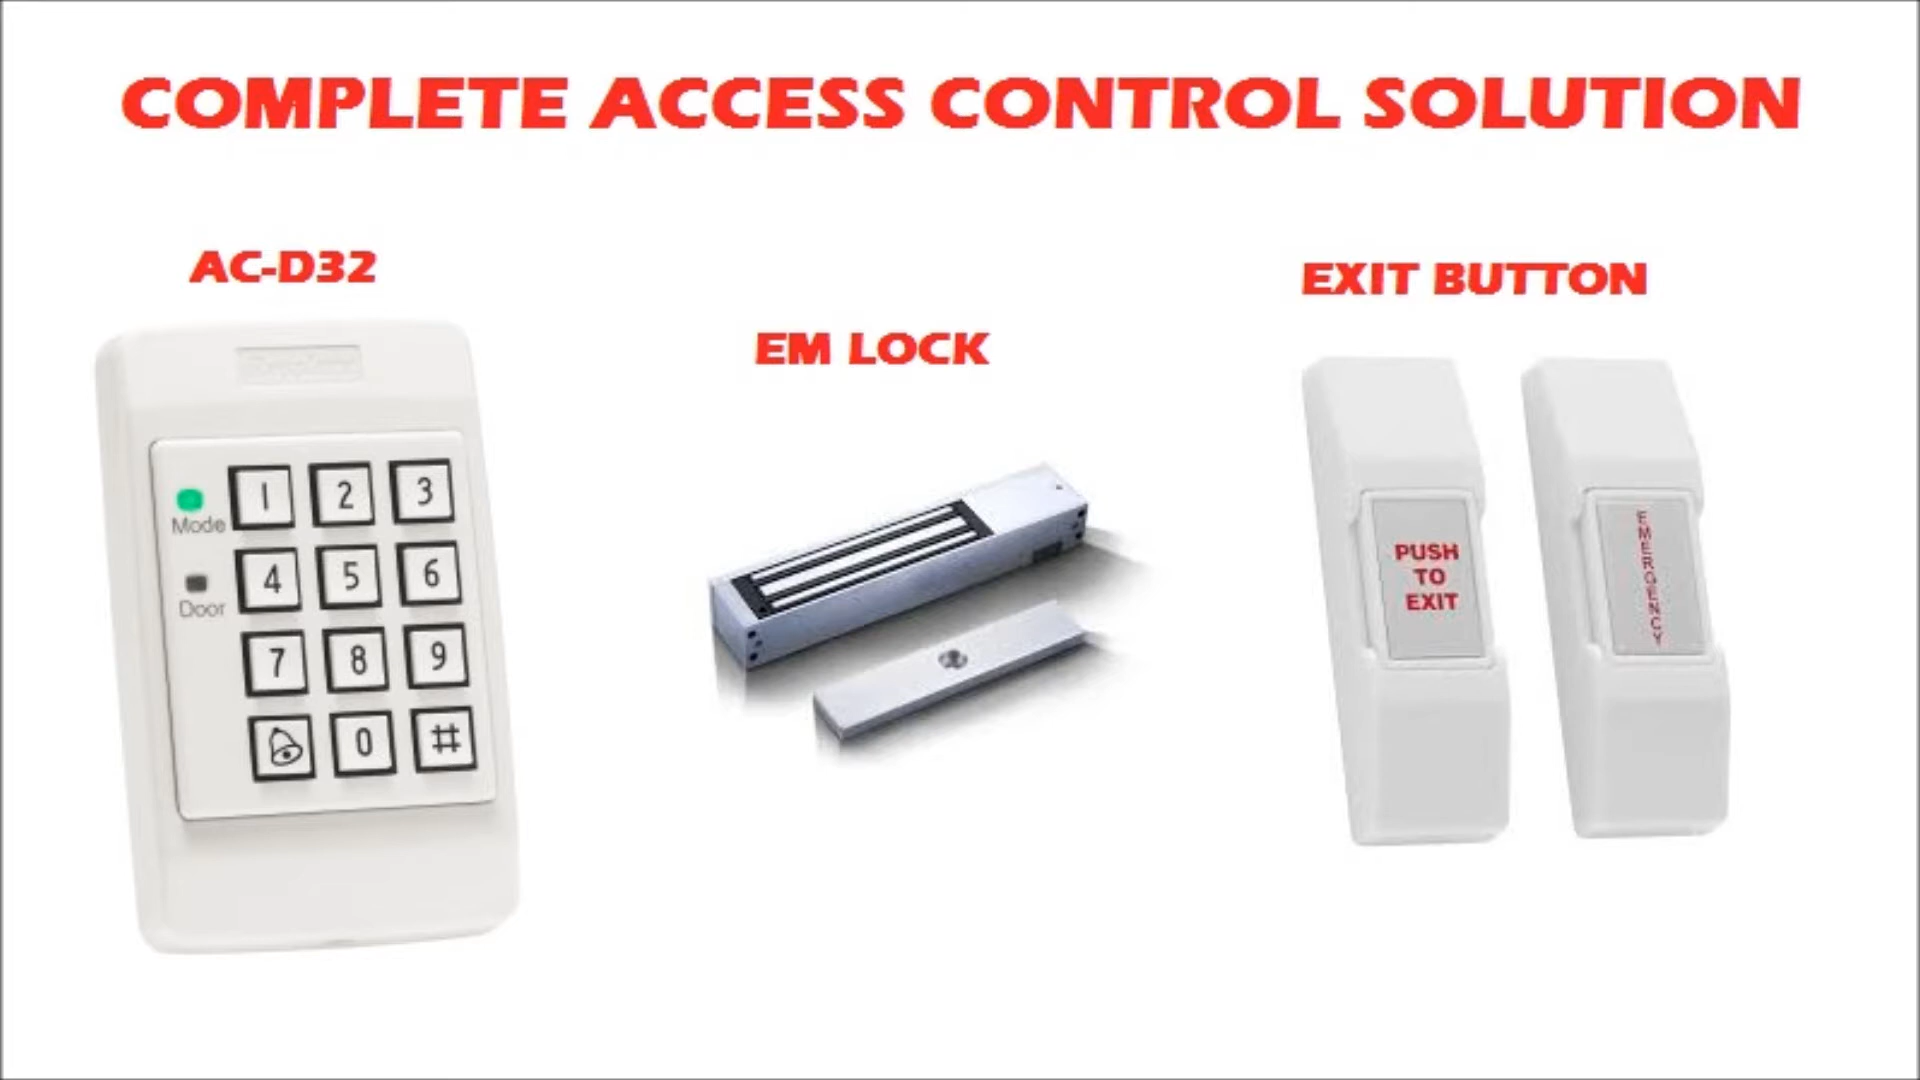 COMPLETE ACCESS CONTROL SOLUTION
AC-D32
EM LOCK
EXIT BUTTON
Mode
1 2 3
Door
4 5 6
7 8 9
0 #
PUSH
TO
EXIT
EMERGENCY